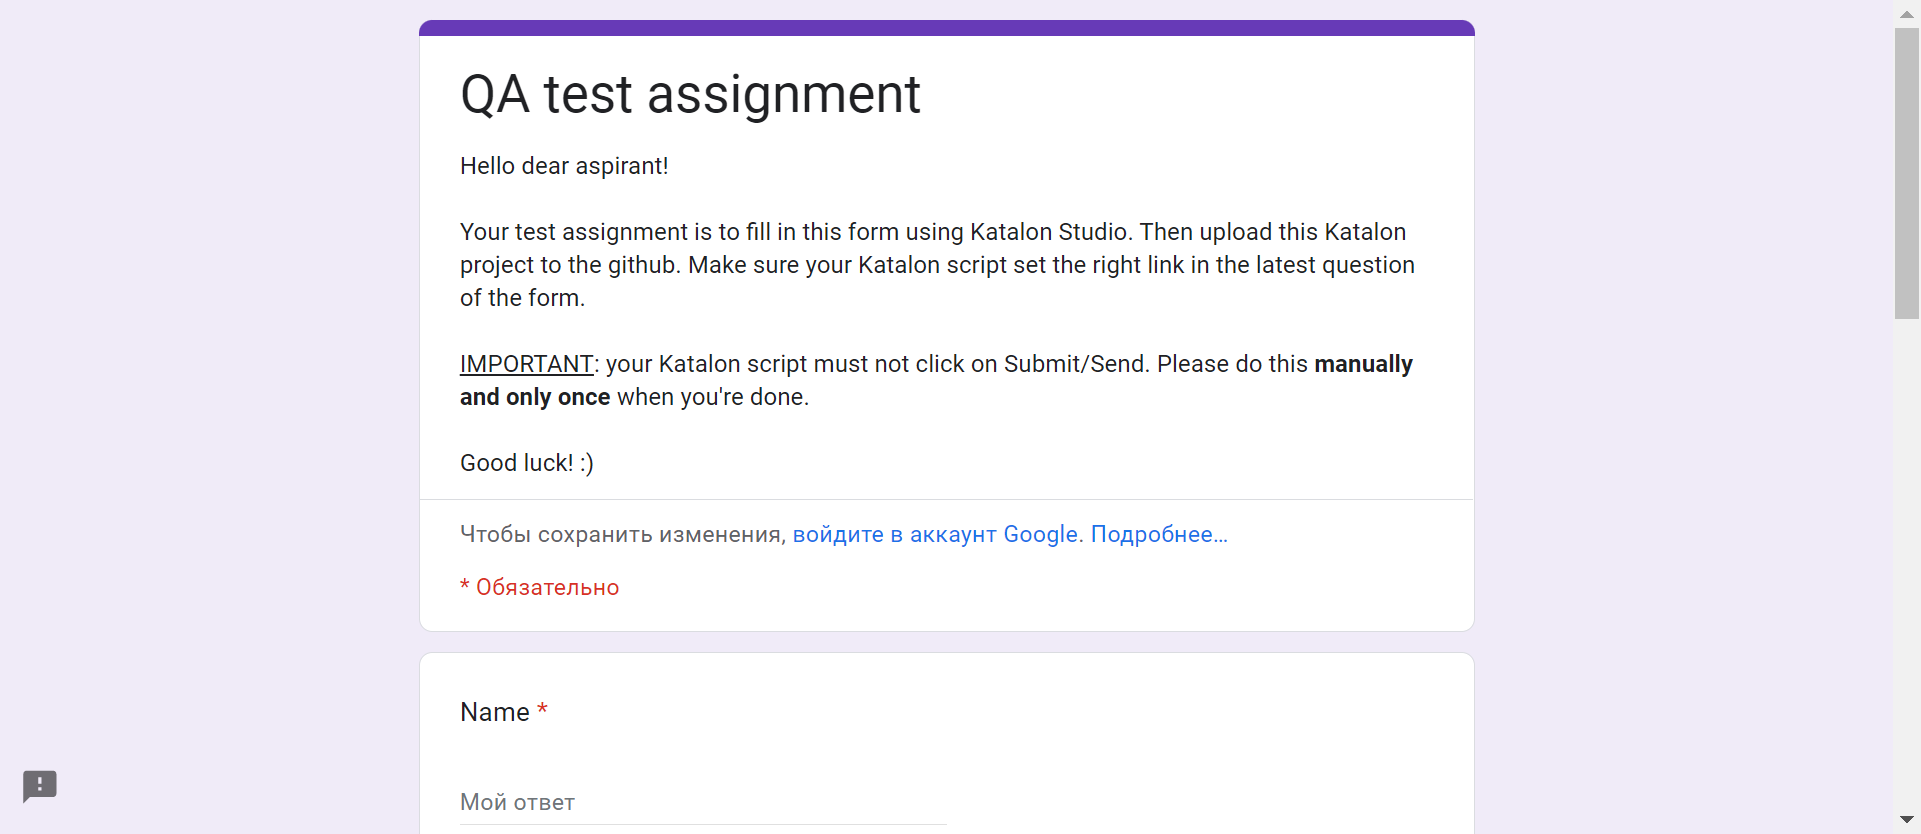 QA test assignment
Hello dear aspirant!
Your test assignment is to fill in this form using Katalon Studio. Then upload this Katalon
project to the github. Make sure your Katalon script set the right link in the latest question
of the form.
IMPORTANT: your Katalon script must not click on Submit/Send. Please do this manually
and only once when you're done.
Good luck! :)
Чтобы сохранить изменения, войдите в аккаунт Google. Подробнее…
* Обязательно
Name *
Мой ответ